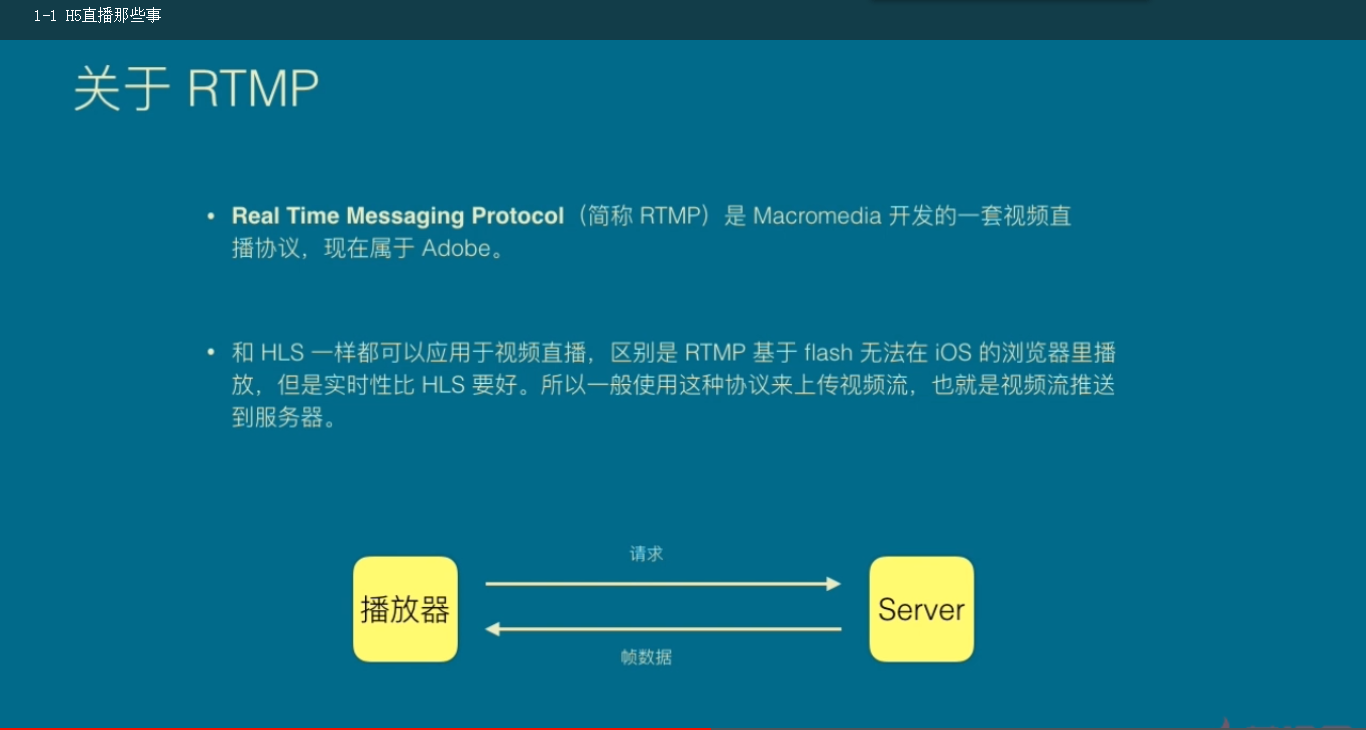 1-1 H5直播那些事
关于 RTMP
• Real Time Messaging Protocol（简称 RTMP）是 Macromedia 开发的一套视频直
播协议，现在属于 Adobe。
• 和 HLS 一样都可以应用于视频直播，区别是 RTMP 基于 flash 无法在 iOS 的浏览器里播
放，但是实时性比 HLS 要好。所以一般使用这种协议来上传视频流，也就是视频流推送
到服务器。
请求
播放器
Server
帧数据